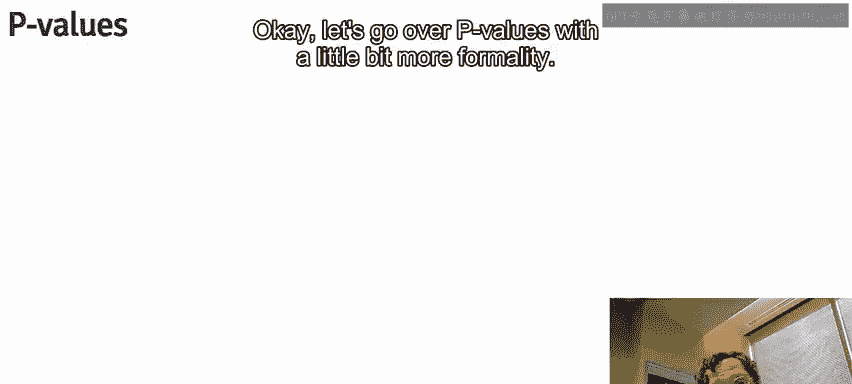 P-values
Okay, let's go over P-values with
a little bit more formality.